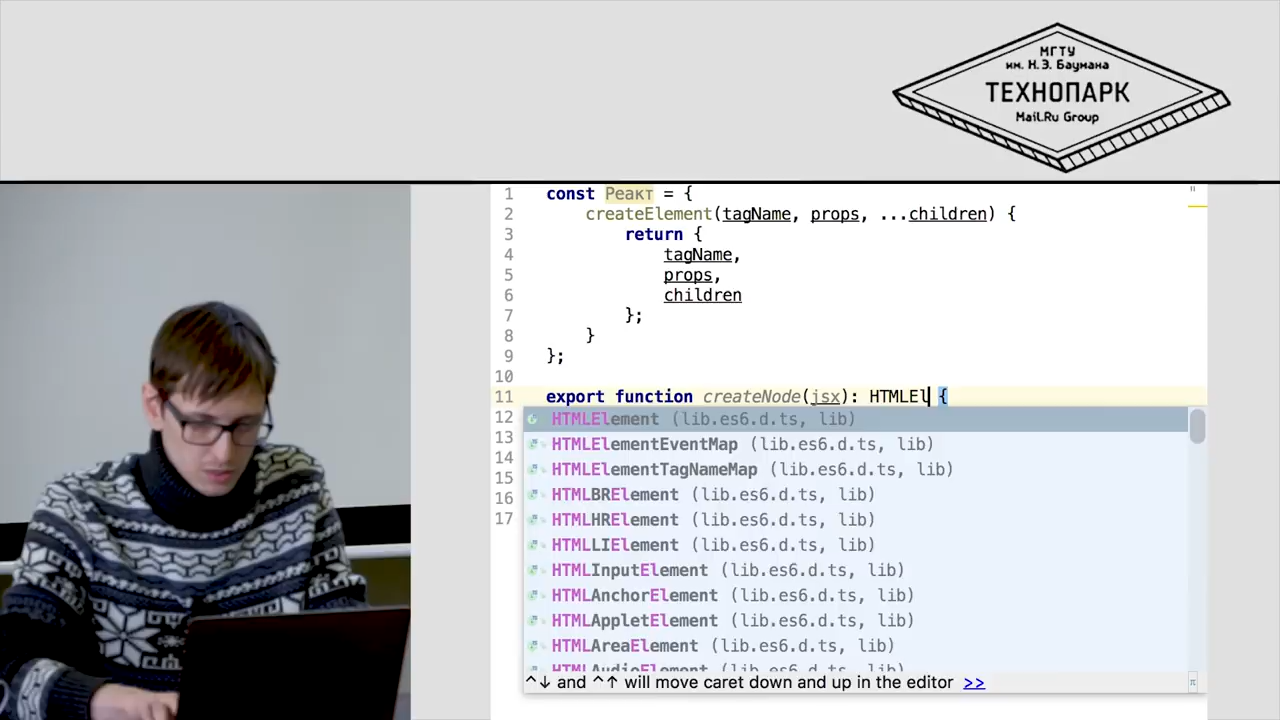 МГТУ
им. Н.Э. Баумана
ТЕХНОПАРК
Mail.Ru Group
1 const Реакт = {
2 createElement(tagName, props, ...children) {
3 return {
4 tagName,
5 props,
6 children
7 };
8 }
9 };
10
11 export function createNode(jsx): HTMLEl {
12 HTMLElement (lib.es6.d.ts, lib)
13 HTMLElementEventMap (lib.es6.d.ts, lib)
14 HTMLElementTagNameMap (lib.es6.d.ts, lib)
15 HTMLBRElement (lib.es6.d.ts, lib)
16 HTMLHRElement (lib.es6.d.ts, lib)
17
HTMLLIElement (lib.es6.d.ts, lib)
HTMLInputElement (lib.es6.d.ts, lib)
HTMLAnchorElement (lib.es6.d.ts, lib)
HTMLAppletElement (lib.es6.d.ts, lib)
HTMLAreaElement (lib.es6.d.ts, lib)
HTMLAudioElement (lib.es6.d.ts, lib)
^↓ and ^↑ will move caret down and up in the editor >>